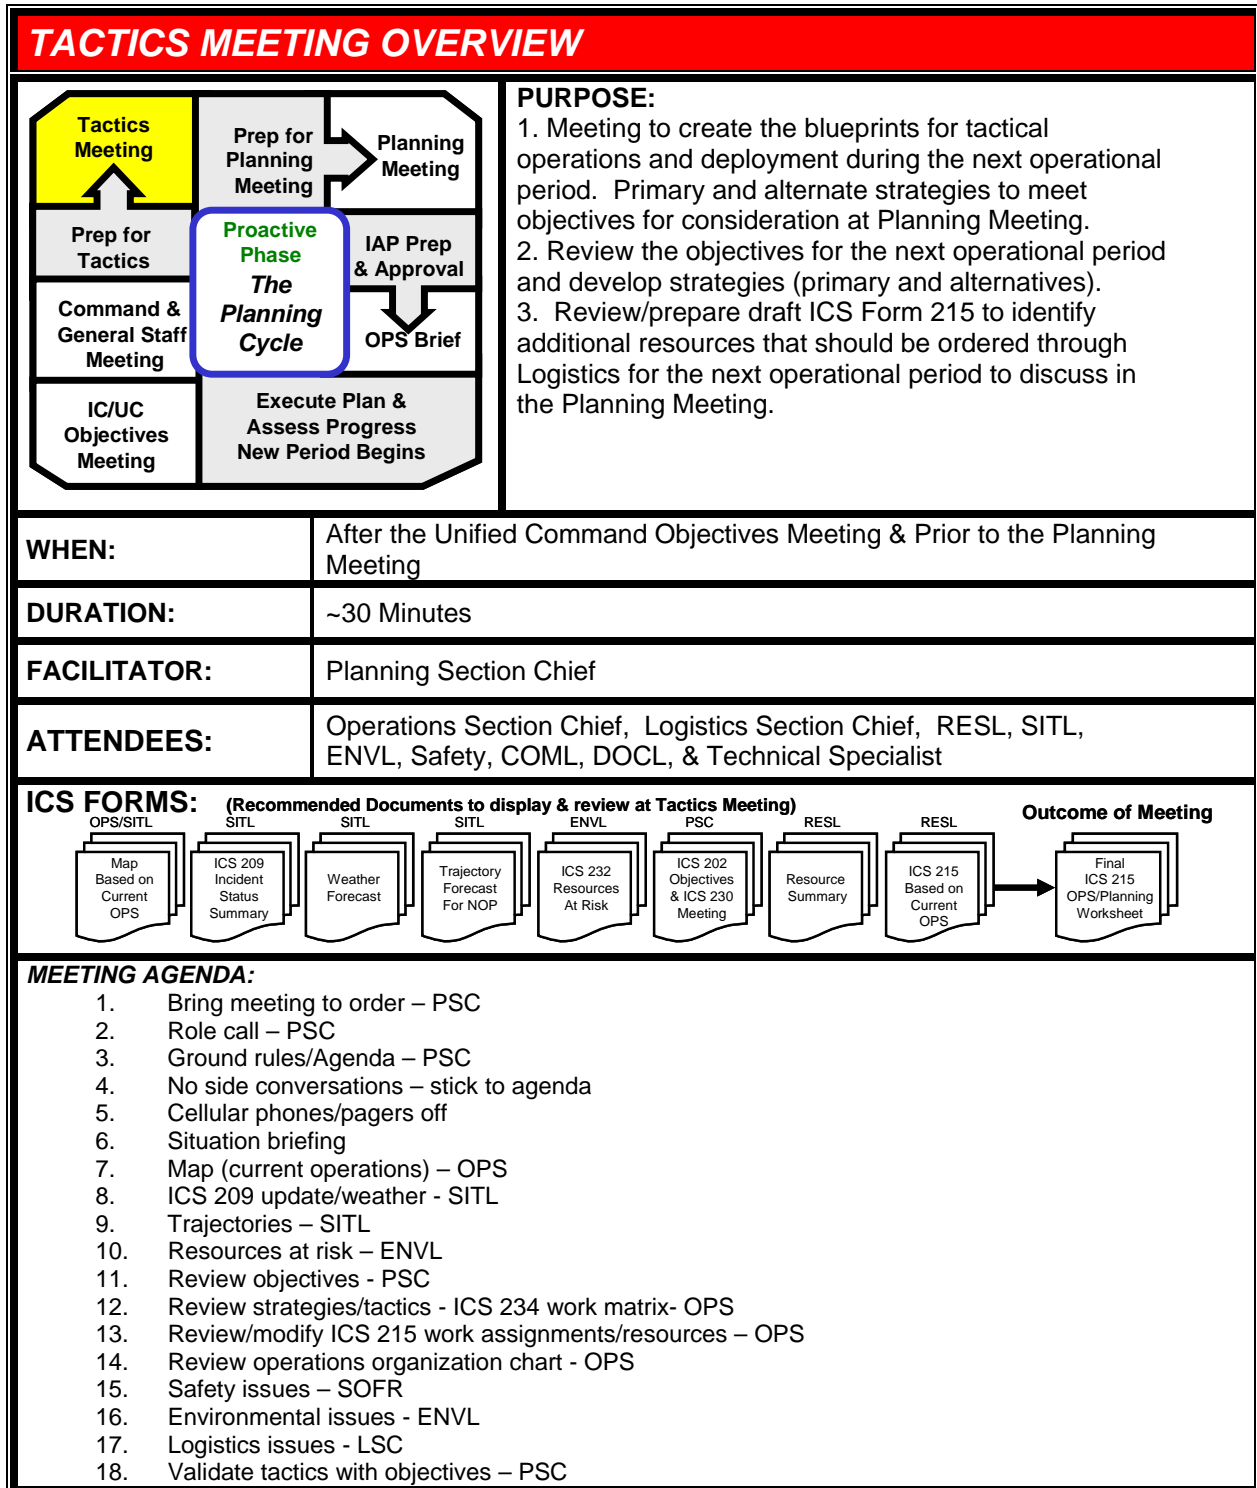 TACTICS MEETING OVERVIEW
Tactics
Meeting
Prep for
Planning
Meeting
Planning
Meeting
Prep for
Tactics
Proactive
Phase
The
Planning
Cycle
IAP Prep
& Approval
Command &
General Staff
Meeting
OPS Brief
IC/UC
Objectives
Meeting
Execute Plan &
Assess Progress
New Period Begins
PURPOSE:
1. Meeting to create the blueprints for tactical
operations and deployment during the next operational
period.  Primary and alternate strategies to meet
objectives for consideration at Planning Meeting.
2. Review the objectives for the next operational period
and develop strategies (primary and alternatives).
3.  Review/prepare draft ICS Form 215 to identify
additional resources that should be ordered through
Logistics for the next operational period to discuss in
the Planning Meeting.
WHEN:
After the Unified Command Objectives Meeting & Prior to the Planning
Meeting
DURATION:
~30 Minutes
FACILITATOR:
Planning Section Chief
ATTENDEES:
Operations Section Chief,  Logistics Section Chief,  RESL, SITL,
ENVL, Safety, COML, DOCL, & Technical Specialist
ICS FORMS: (Recommended Documents to display & review at Tactics Meeting)
Outcome of Meeting
OPS/SITL
Map
Based on
Current
OPS
SITL
ICS 209
Incident
Status
Summary
SITL
Weather
Forecast
SITL
Trajectory
Forecast
For NOP
ENVL
ICS 232
Resources
At Risk
PSC
ICS 202
Objectives
& ICS 230
Meeting
RESL
Resource
Summary
RESL
ICS 215
Based on
Current
OPS
Final
ICS 215
OPS/Planning
Worksheet
MEETING AGENDA:
1. Bring meeting to order – PSC
2. Role call – PSC
3. Ground rules/Agenda – PSC
4. No side conversations – stick to agenda
5. Cellular phones/pagers off
6. Situation briefing
7. Map (current operations) – OPS
8. ICS 209 update/weather - SITL
9. Trajectories – SITL
10. Resources at risk – ENVL
11. Review objectives - PSC
12. Review strategies/tactics - ICS 234 work matrix- OPS
13. Review/modify ICS 215 work assignments/resources – OPS
14. Review operations organization chart - OPS
15. Safety issues – SOFR
16. Environmental issues - ENVL
17. Logistics issues - LSC
18. Validate tactics with objectives – PSC